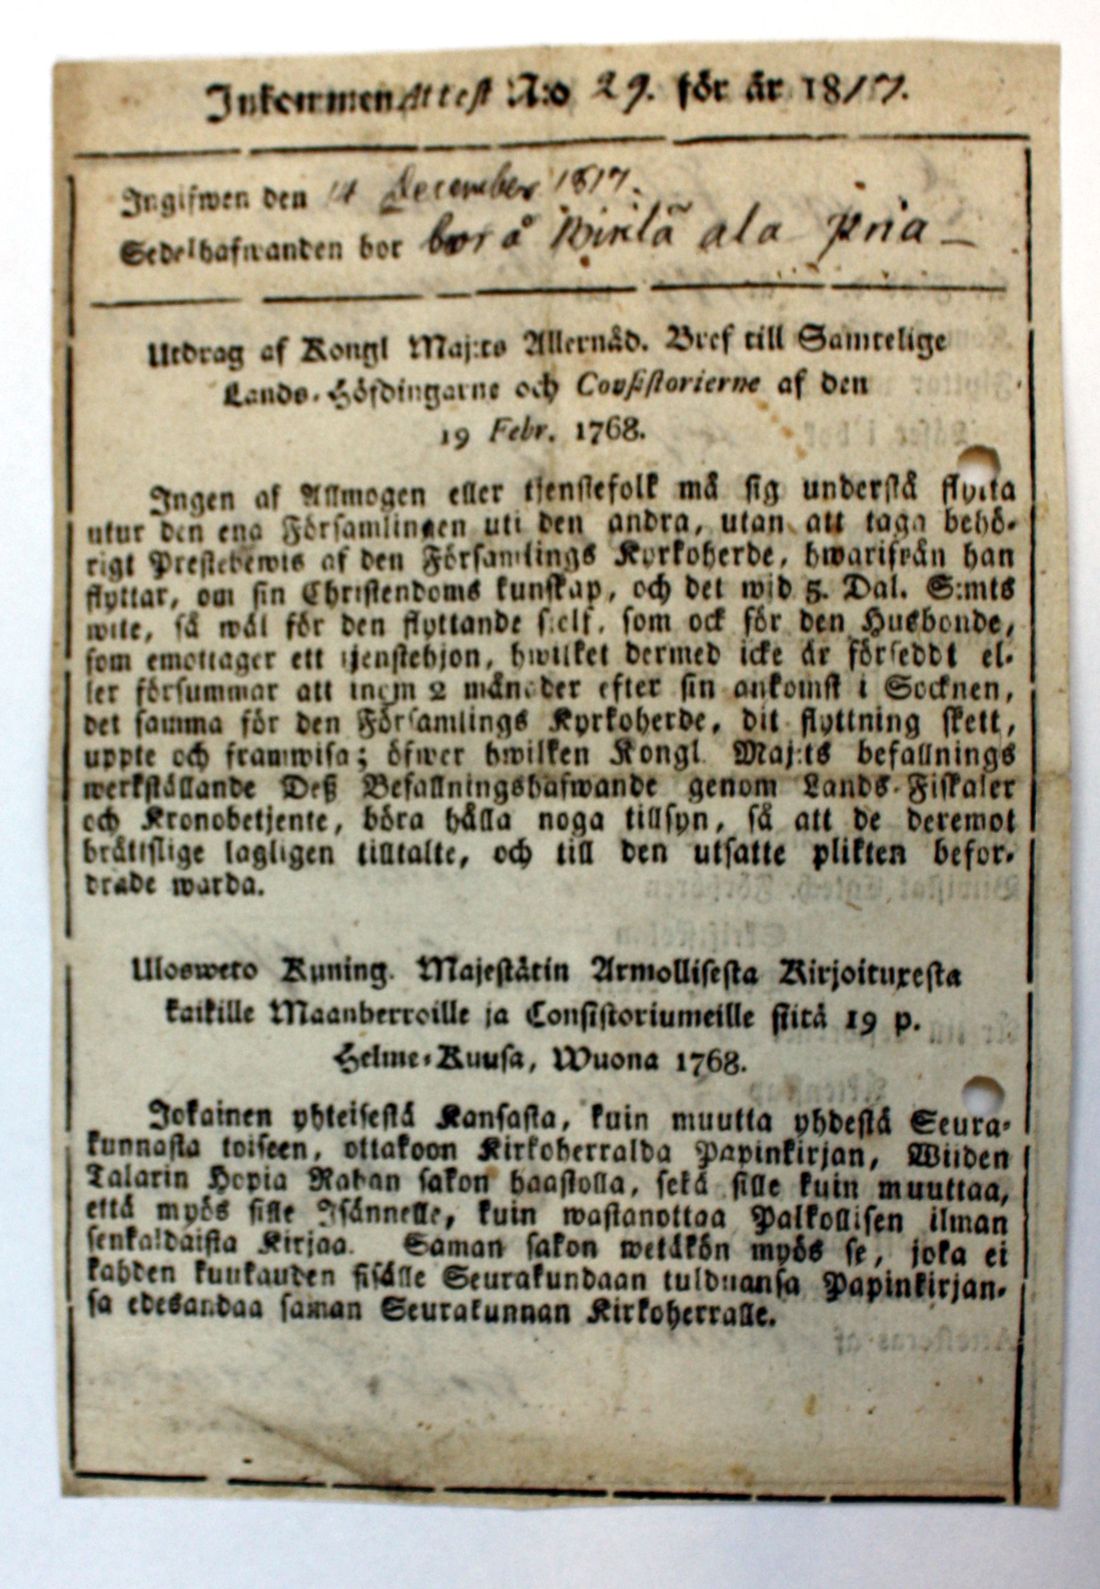 Inkommen Attest N:o 29. för år 1817.
Ingifwen den 14 December 1817.
Sedelhafwanden bor bor å ala Pria
Utdrag af Kongl Maj:ts Allernåd. Bref till Samtelige
Lands-Höfdingarne och Consistorierne af den
19 Febr. 1768.
Ingen af Allmogen eller tjenstefolk må sig understå flytta
utur den ena Församlingen uti den andra, utan att taga behö-
rigt Prestebewis af den Församlings Kyrkoherde, hwarifrån han
flyttar, om sin Christendoms kunskap, och det wid 5. Dal. S:mts
wite, så wäl för den flyttande sielf, som ock för den Husbonde,
som emottager ett tjenstehjon, hwilket dermed icke är försedt el-
ler försummar att inom 2 månader efter sin ankomst i Socknen,
det samma för den Församlings Kyrkoherde, dit flyttning skett,
uppte och framwisa; öfwer hwilken Kongl. Maj:ts befallnings
werkställande Deß Befallningshafwande genom Lands-Fiskaler
och Kronobetjente, böra hålla noga tillsyn, så att de deremot
bråttslige lagligen tilltalte, och till den utsatte plikten befor-
drade warda.
Ulosweto Kuning. Majestätin Armollisesta Kirjoituxesta
kaikille Maanherroille ja Consistoriumeille siitä 19 p.
Helme-Kuusa, Wuona 1768.
Jokainen yhteisestä Kansasta, kuin muutta yhdestä Seura-
kunnasta toiseen, ottakoon Kirkoherralda Papinkirjan, Wiiden
Talarin Hopia Rahan sakon haastolla, sekä sille kuin muuttaa,
että myös sille Isännelle, kuin wastanottaa Palkollisen ilman
senkaldaista Kirjaa. Saman sakon wetäkön myös se, joka ei
kahden kuukauden sisälle Seurakundaan tulduansa Papinkirjan-
sa edesandaa saman Seurakunnan Kirkoherralle.